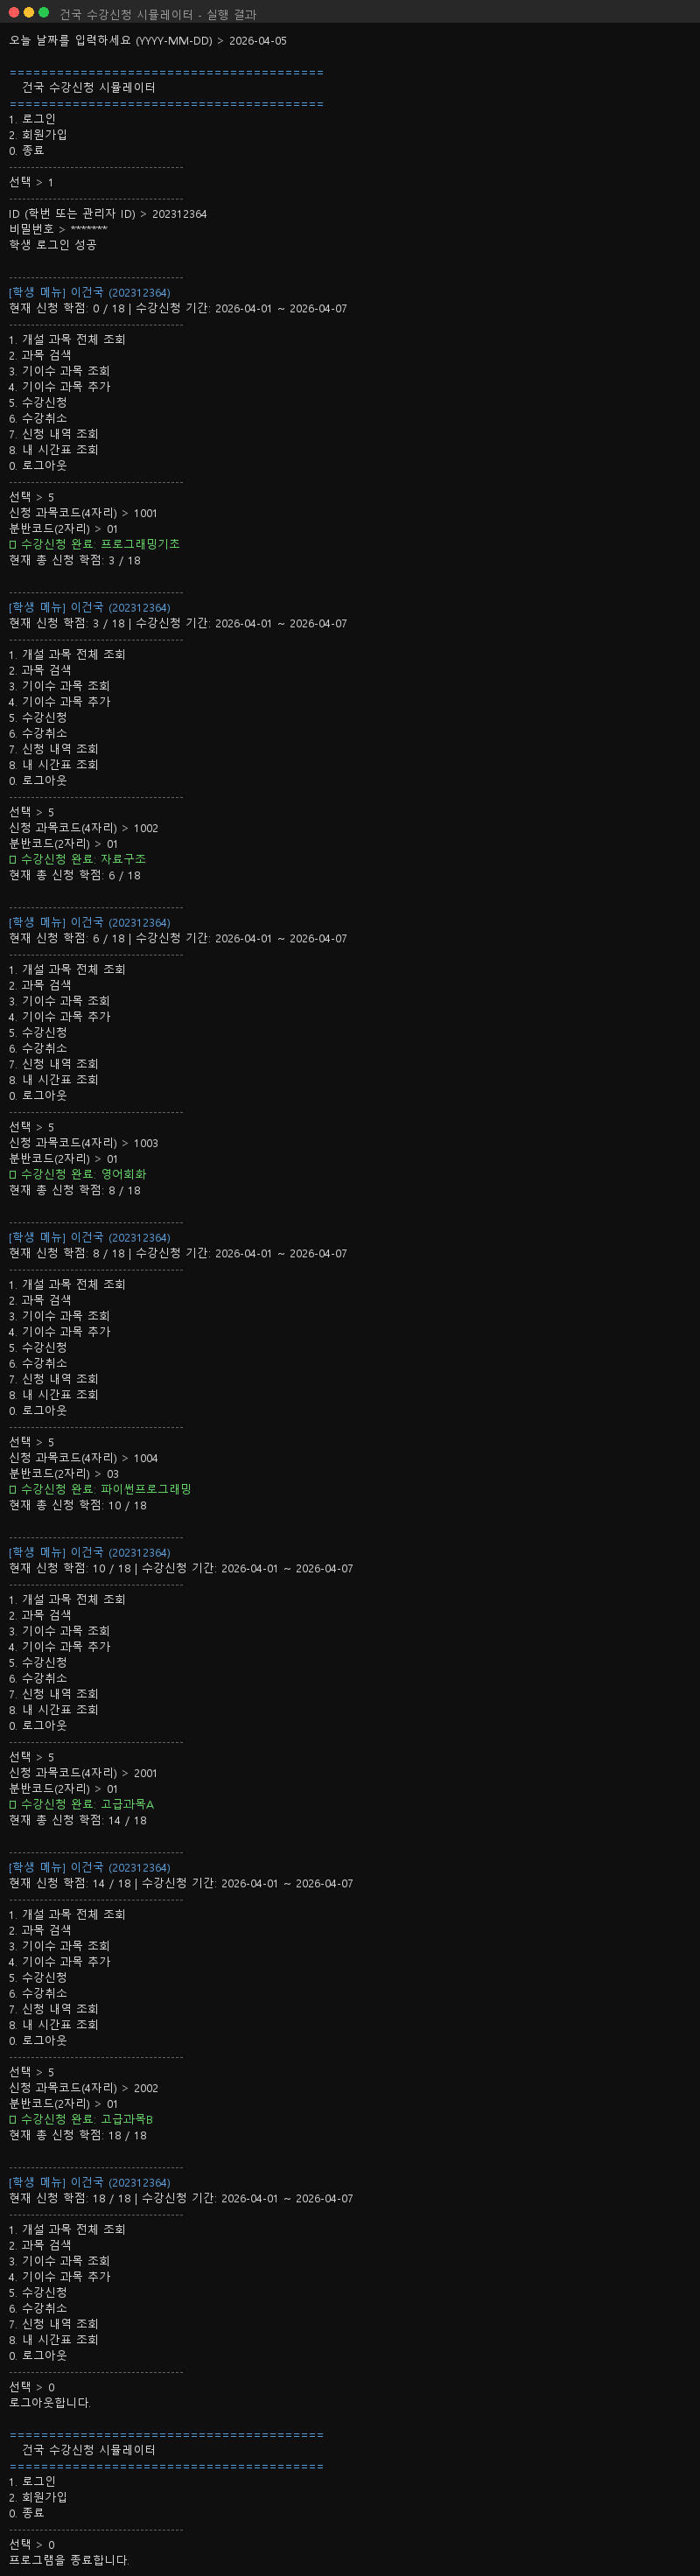 건국 수강신청 시뮬레이터 - 실행 결과
오늘 날짜를 입력하세요 (YYYY-MM-DD) > 2026-04-05
========================================
건국 수강신청 시뮬레이터
========================================
1. 로그인
2. 회원가입
0. 종료
----------------------------------------
선택 > 1
----------------------------------------
ID (학번 또는 관리자 ID) > 202312364
비밀번호 > *******
학생 로그인 성공
----------------------------------------
[학생 메뉴] 이건국 (202312364)
현재 신청 학점: 0 / 18 | 수강신청 기간: 2026-04-01 ~ 2026-04-07
----------------------------------------
1. 개설 과목 전체 조회
2. 과목 검색
3. 기이수 과목 조회
4. 기이수 과목 추가
5. 수강신청
6. 수강취소
7. 신청 내역 조회
8. 내 시간표 조회
0. 로그아웃
----------------------------------------
선택 > 5
신청 과목코드(4자리) > 1001
분반코드(2자리) > 01
▯ 수강신청 완료: 프로그래밍기초
현재 총 신청 학점: 3 / 18
----------------------------------------
[학생 메뉴] 이건국 (202312364)
현재 신청 학점: 3 / 18 | 수강신청 기간: 2026-04-01 ~ 2026-04-07
----------------------------------------
1. 개설 과목 전체 조회
2. 과목 검색
3. 기이수 과목 조회
4. 기이수 과목 추가
5. 수강신청
6. 수강취소
7. 신청 내역 조회
8. 내 시간표 조회
0. 로그아웃
----------------------------------------
선택 > 5
신청 과목코드(4자리) > 1002
분반코드(2자리) > 01
▯ 수강신청 완료: 자료구조
현재 총 신청 학점: 6 / 18
----------------------------------------
[학생 메뉴] 이건국 (202312364)
현재 신청 학점: 6 / 18 | 수강신청 기간: 2026-04-01 ~ 2026-04-07
----------------------------------------
1. 개설 과목 전체 조회
2. 과목 검색
3. 기이수 과목 조회
4. 기이수 과목 추가
5. 수강신청
6. 수강취소
7. 신청 내역 조회
8. 내 시간표 조회
0. 로그아웃
----------------------------------------
선택 > 5
신청 과목코드(4자리) > 1003
분반코드(2자리) > 01
▯ 수강신청 완료: 영어회화
현재 총 신청 학점: 8 / 18
----------------------------------------
[학생 메뉴] 이건국 (202312364)
현재 신청 학점: 8 / 18 | 수강신청 기간: 2026-04-01 ~ 2026-04-07
----------------------------------------
1. 개설 과목 전체 조회
2. 과목 검색
3. 기이수 과목 조회
4. 기이수 과목 추가
5. 수강신청
6. 수강취소
7. 신청 내역 조회
8. 내 시간표 조회
0. 로그아웃
----------------------------------------
선택 > 5
신청 과목코드(4자리) > 1004
분반코드(2자리) > 03
▯ 수강신청 완료: 파이썬프로그래밍
현재 총 신청 학점: 10 / 18
----------------------------------------
[학생 메뉴] 이건국 (202312364)
현재 신청 학점: 10 / 18 | 수강신청 기간: 2026-04-01 ~ 2026-04-07
----------------------------------------
1. 개설 과목 전체 조회
2. 과목 검색
3. 기이수 과목 조회
4. 기이수 과목 추가
5. 수강신청
6. 수강취소
7. 신청 내역 조회
8. 내 시간표 조회
0. 로그아웃
----------------------------------------
선택 > 5
신청 과목코드(4자리) > 2001
분반코드(2자리) > 01
▯ 수강신청 완료: 고급과목A
현재 총 신청 학점: 14 / 18
----------------------------------------
[학생 메뉴] 이건국 (202312364)
현재 신청 학점: 14 / 18 | 수강신청 기간: 2026-04-01 ~ 2026-04-07
----------------------------------------
1. 개설 과목 전체 조회
2. 과목 검색
3. 기이수 과목 조회
4. 기이수 과목 추가
5. 수강신청
6. 수강취소
7. 신청 내역 조회
8. 내 시간표 조회
0. 로그아웃
----------------------------------------
선택 > 5
신청 과목코드(4자리) > 2002
분반코드(2자리) > 01
▯ 수강신청 완료: 고급과목B
현재 총 신청 학점: 18 / 18
----------------------------------------
[학생 메뉴] 이건국 (202312364)
현재 신청 학점: 18 / 18 | 수강신청 기간: 2026-04-01 ~ 2026-04-07
----------------------------------------
1. 개설 과목 전체 조회
2. 과목 검색
3. 기이수 과목 조회
4. 기이수 과목 추가
5. 수강신청
6. 수강취소
7. 신청 내역 조회
8. 내 시간표 조회
0. 로그아웃
----------------------------------------
선택 > 0
로그아웃합니다.
========================================
건국 수강신청 시뮬레이터
========================================
1. 로그인
2. 회원가입
0. 종료
----------------------------------------
선택 > 0
프로그램을 종료합니다.